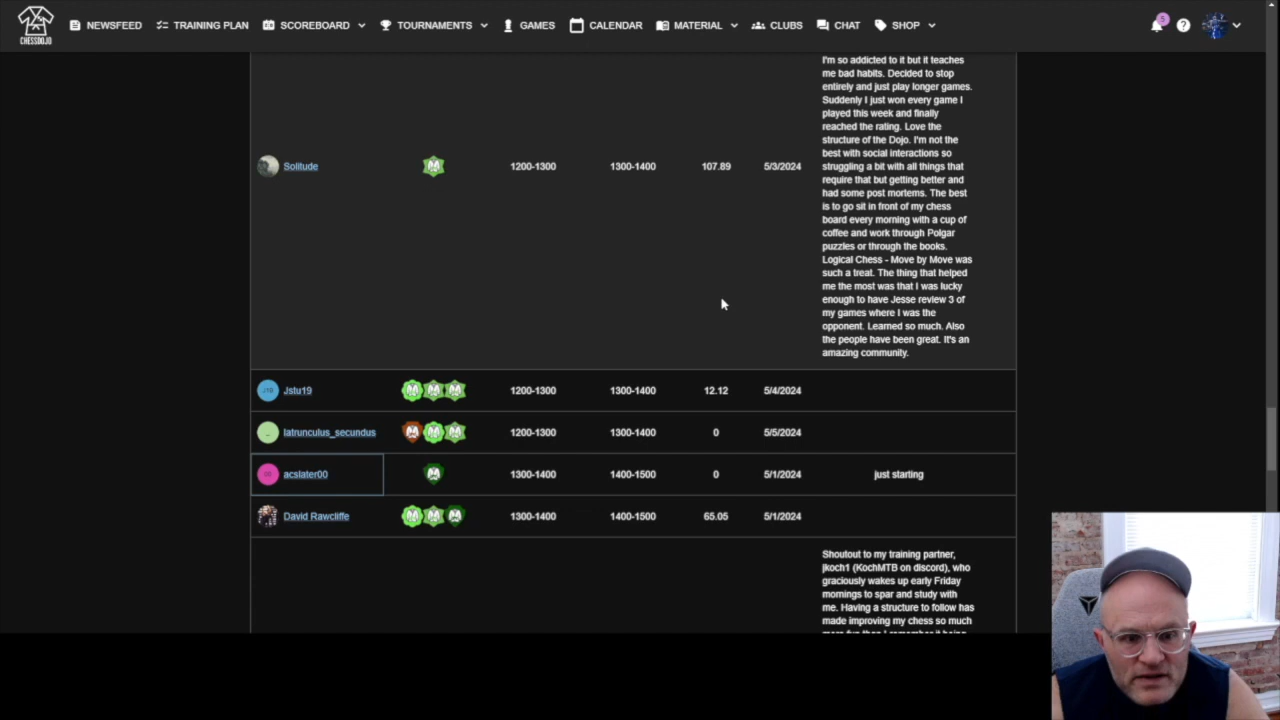 CHESSDOJO
NEWSFEED
TRAINING PLAN
SCOREBOARD
TOURNAMENTS
GAMES
CALENDAR
MATERIAL
CLUBS
CHAT
SHOP
5
I'm so addicted to it but it teaches
me bad habits. Decided to stop
entirely and just play longer games.
Suddenly I just won every game I
played this week and finally
reached the rating. Love the
structure of the Dojo. I'm not the
best with social interactions so
struggling a bit with all things that
require that but getting better and
had some post mortems. The best
is to go sit in front of my chess
board every morning with a cup of
coffee and work through Polgar
puzzles or through the books.
Logical Chess - Move by Move was
such a treat. The thing that helped
me the most was that I was lucky
enough to have Jesse review 3 of
my games where I was the
opponent. Learned so much. Also
the people have been great. It's an
amazing community.
Solitude 1200-1300 1300-1400 107.89 5/3/2024
Jstu19 1200-1300 1300-1400 12.12 5/4/2024
latrunculus_secundus 1200-1300 1300-1400 0 5/5/2024
acslater00 1300-1400 1400-1500 0 5/1/2024 just starting
David Rawcliffe 1300-1400 1400-1500 65.05 5/1/2024
Shoutout to my training partner,
jkoch1 (KochMTB on discord), who
graciously wakes up early Friday
mornings to spar and study with
me. Having a structure to follow has
made improving my chess so much
more fun than I remember it being